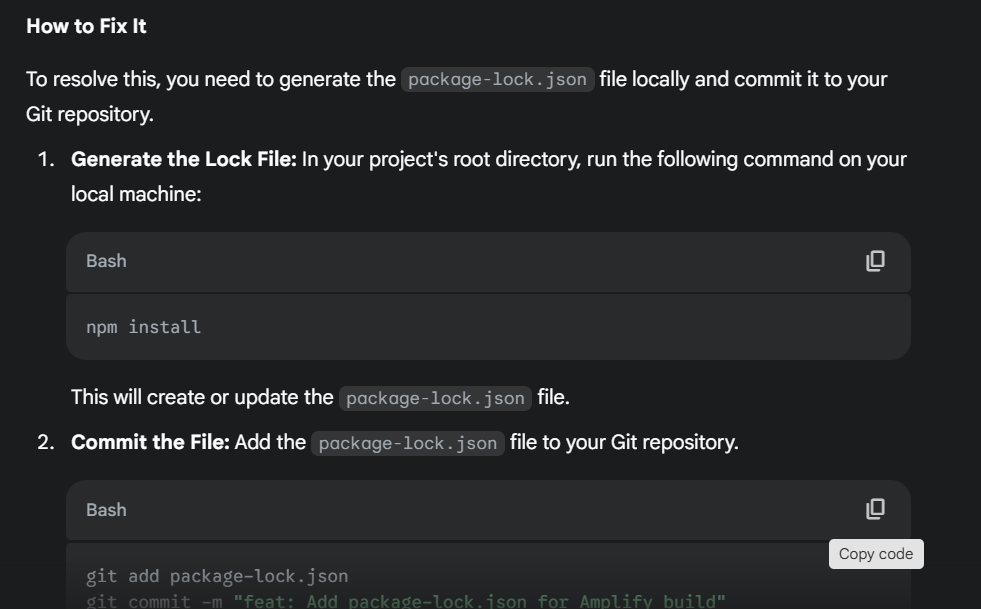 How to Fix It
To resolve this, you need to generate the package-lock.json file locally and commit it to your
Git repository.
1. Generate the Lock File: In your project's root directory, run the following command on your
local machine:
Bash
npm install
This will create or update the package-lock.json file.
2. Commit the File: Add the package-lock.json file to your Git repository.
Bash
Copy code
git add package-lock.json
git commit -m "feat: Add package-lock.json for Amplify build"